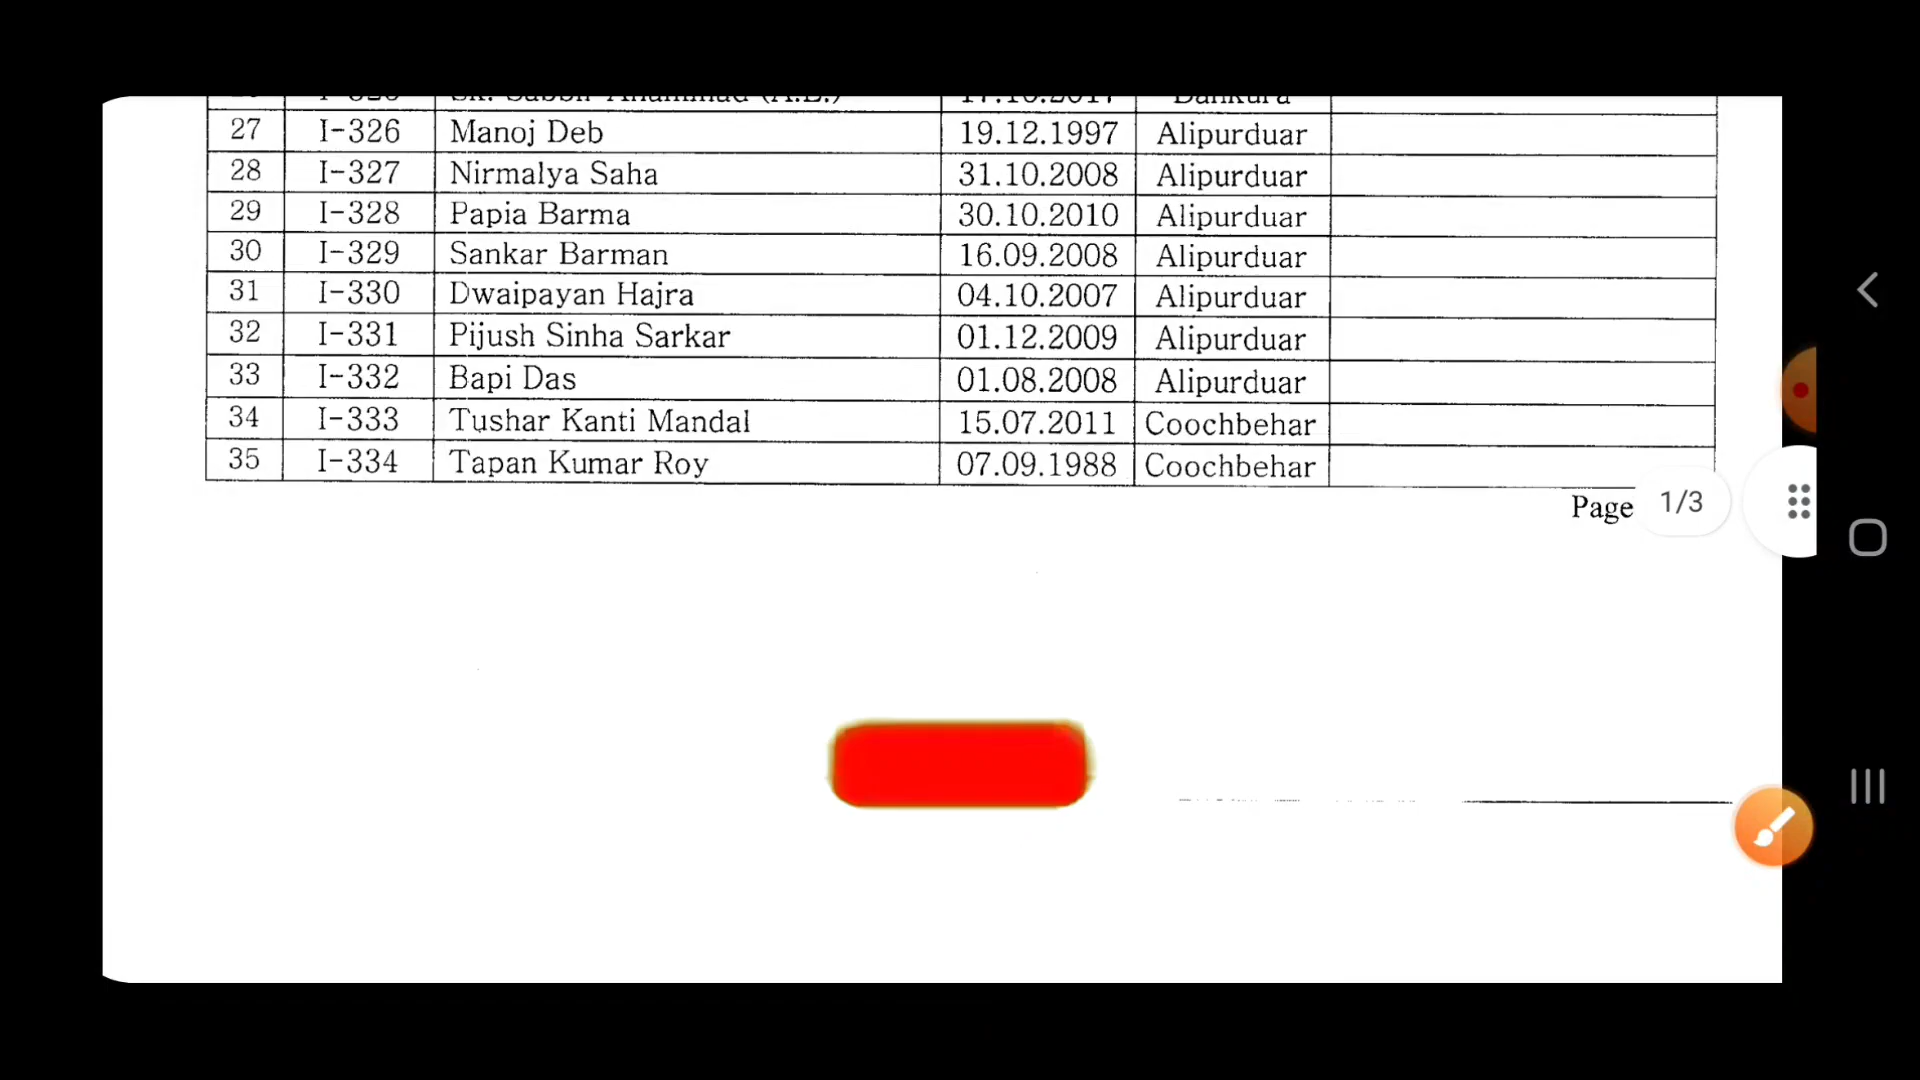 27 I-326 Manoj Deb 19.12.1997 Alipurduar
28 I-327 Nirmalya Saha 31.10.2008 Alipurduar
29 I-328 Papia Barma 30.10.2010 Alipurduar
30 I-329 Sankar Barman 16.09.2008 Alipurduar
31 I-330 Dwaipayan Hajra 04.10.2007 Alipurduar
32 I-331 Pijush Sinha Sarkar 01.12.2009 Alipurduar
33 I-332 Bapi Das 01.08.2008 Alipurduar
34 I-333 Tushar Kanti Mandal 15.07.2011 Coochbehar
35 I-334 Tapan Kumar Roy 07.09.1988 Coochbehar
Page 1/3